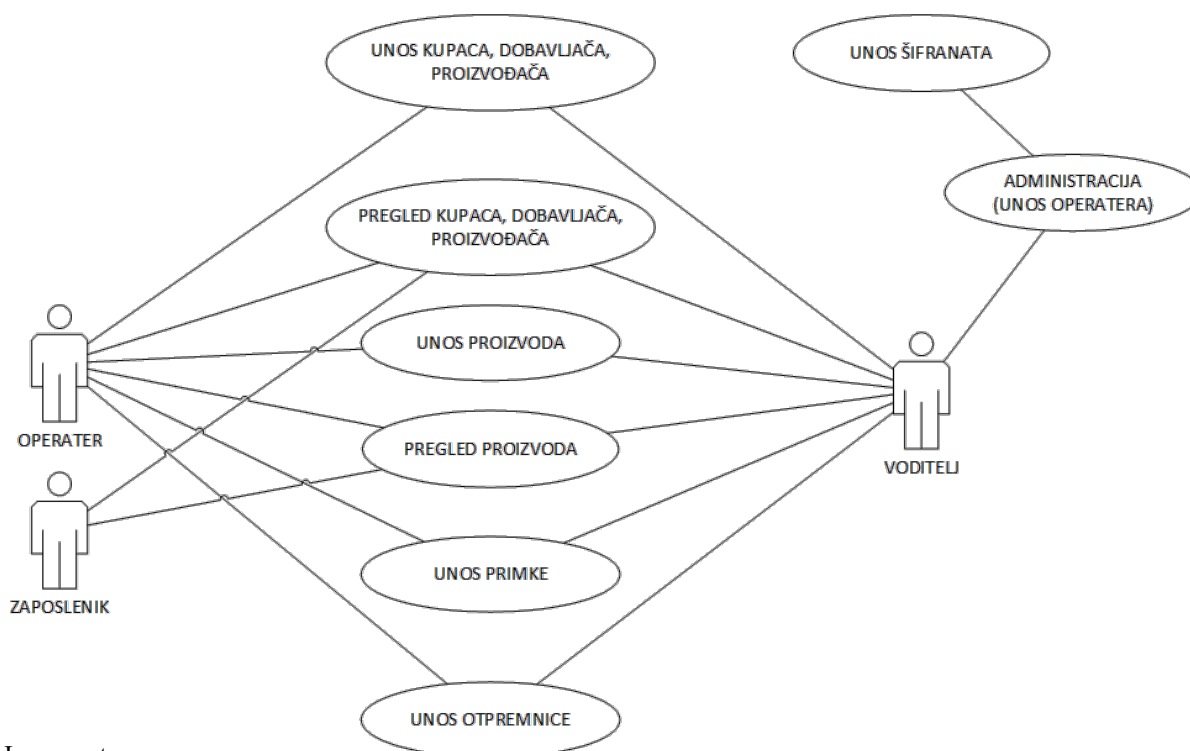 UNOS KUPACA, DOBAVLJAČA,
PROIZVOĐAČA
UNOS ŠIFRANATA
ADMINISTRACIJA
(UNOS OPERATERA)
PREGLED KUPACA, DOBAVLJAČA,
PROIZVOĐAČA
UNOS PROIZVODA
OPERATER
PREGLED PROIZVODA
VODITELJ
UNOS PRIMKE
ZAPOSLENIK
UNOS OTPREMNICE